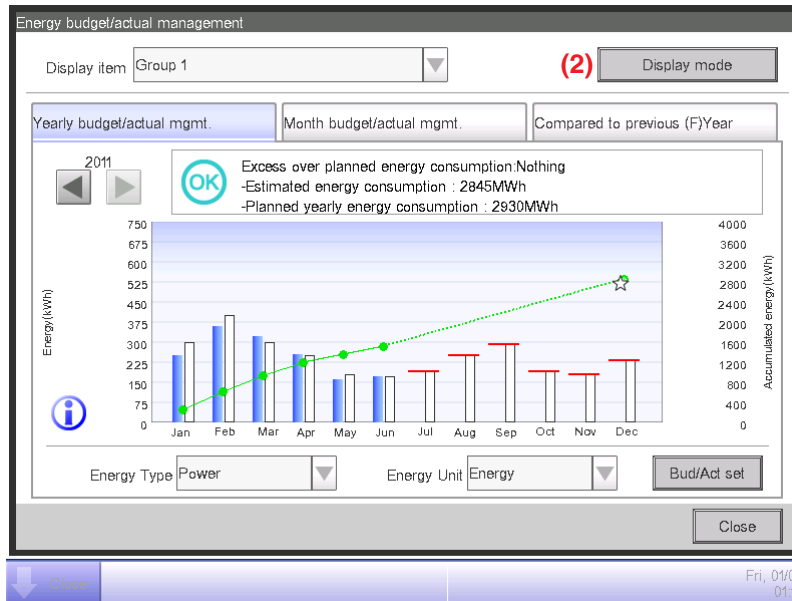 Energy budget/actual management
Display item Group 1
(2) Display mode
Yearly budget/actual mgmt. Month budget/actual mgmt. Compared to previous (F)Year
2011
OK
Excess over planned energy consumption:Nothing
-Estimated energy consumption : 2845MWh
-Planned yearly energy consumption : 2930MWh
Energy(kWh)
750
675
600
525
450
375
300
225
150
75
0
4000
3600
3200
2800
2400
2000
1600
1200
800
400
0
Accumulated energy(kWh)
Jan Feb Mar Apr May Jun Jul Aug Sep Oct Nov Dec
i
Energy Type Power Energy Unit Energy Bud/Act set
Close
Close
Fri, 01/0
01: